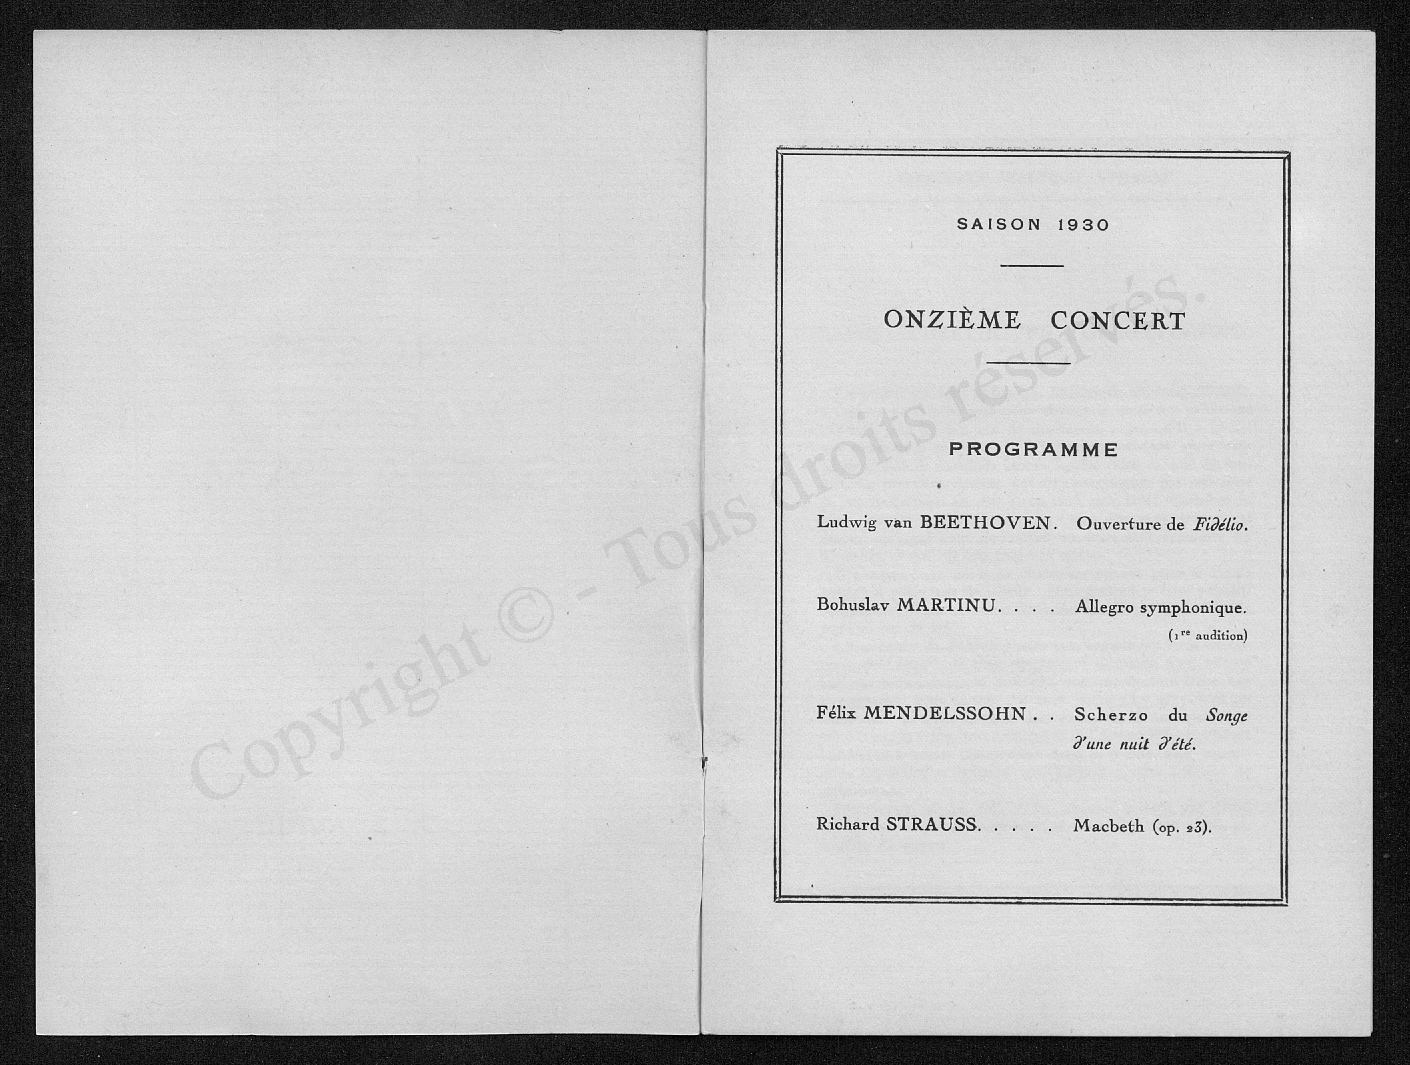 SAISON 1930
ONZIÈME CONCERT
PROGRAMME
Ludwig van BEETHOVEN. Ouverture de Fidélio.
Bohuslav MARTINU. . . . Allegro symphonique.
(1re audition)
Félix MENDELSSOHN . . Scherzo du Songe
d'une nuit d'été.
Richard STRAUSS. . . . . Macbeth (op. 23).
Copyright © - Tous droits réservés.